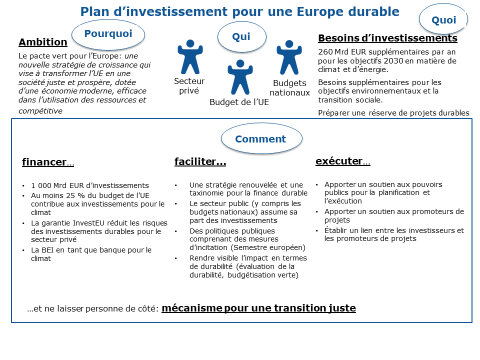 Plan d’investissement pour une Europe durable
Pourquoi
Qui
Quoi
Ambition
Le pacte vert pour l’Europe: une
nouvelle stratégie de croissance qui
vise à transformer l’UE en une
société juste et prospère, dotée
d’une économie moderne, efficace
dans l’utilisation des ressources et
compétitive
Secteur
privé
Budget de l’UE
Budgets
nationaux
Besoins d’investissements
260 Mrd EUR supplémentaires par an
pour les objectifs 2030 en matière de
climat et d’énergie.
Besoins supplémentaires pour les
objectifs environnementaux et la
transition sociale.
Préparer une réserve de projets durables
Comment
financer…
• 1 000 Mrd EUR d’investissements
• Au moins 25 % du budget de l’UE
contribue aux investissements pour le
climat
• La garantie InvestEU réduit les risques
des investissements durables pour le
secteur privé
• La BEI en tant que banque pour le
climat
faciliter…
• Une stratégie renouvelée et une
taxinomie pour la finance durable
• Le secteur public (y compris les
budgets nationaux) assume sa
part des investissements
• Des politiques publiques
comprenant des mesures
d’incitation (Semestre européen)
• Rendre visible l’impact en termes
de durabilité (évaluation de la
durabilité, budgétisation verte)
exécuter…
• Apporter un soutien aux pouvoirs
publics pour la planification et
l’exécution
• Apporter un soutien aux promoteurs de
projets
• Établir un lien entre les investisseurs et
les promoteurs de projets
…et ne laisser personne de côté: mécanisme pour une transition juste